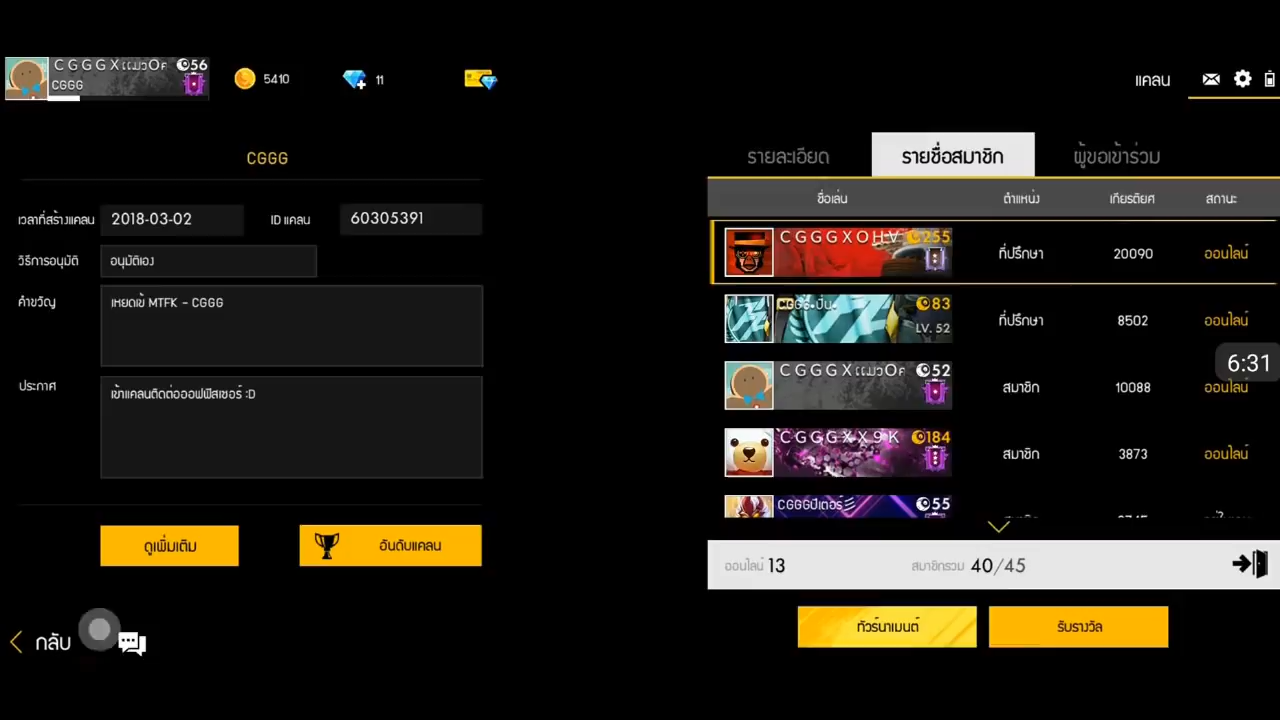 CGGGXແມວOғ 56
CGGG
5410
11
แคลน
CGGG
เวลาที่สร้างแคลน 2018-03-02 ID แคลน 60305391
วิธีการอนุมัติ อนุมัติเอง
คำขวัญ เหยดเข้ MTFK - CGGG
ประกาศ เข้าแคลนติดต่อออฟฟิสเซอร์ :D
ดูเพิ่มเติม อันดับแคลน
กลับ
รายละเอียด รายชื่อสมาชิก ผู้ขอเข้าร่วม
ชื่อเล่น ตำแหน่ง เกียรติยศ สถานะ
CGGGXOHV 255 ที่ปรึกษา 20090 ออนไลน์
CGGG.ปั๋น. 83 LV. 52 ที่ปรึกษา 8502 ออนไลน์
CGGGXແມວOғ 52 สมาชิก 10088 ออนไลน์
6:31
CGGGXX9K 184 สมาชิก 3873 ออนไลน์
CGGGปีเตอร์ 55
ออนไลน์ 13 สมาชิกรวม 40/45
ทัวร์นาเมนต์ รับรางวัล